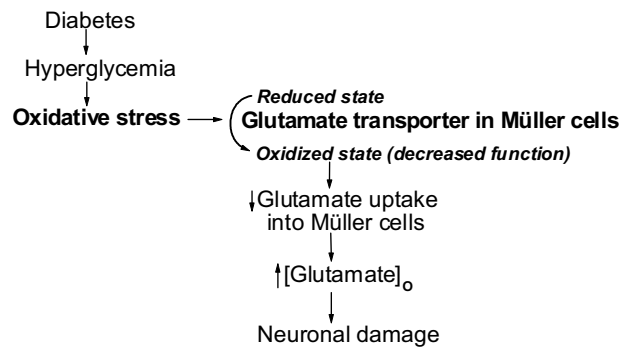 Diabetes
Hyperglycemia
Oxidative stress
Reduced state
Glutamate transporter in Müller cells
Oxidized state (decreased function)
↓Glutamate uptake
into Müller cells
↑[Glutamate]o
Neuronal damage